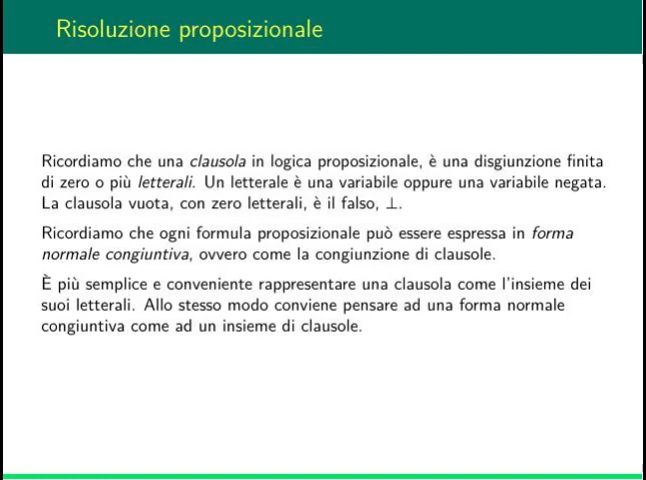 Risoluzione proposizionale
Ricordiamo che una clausola in logica proposizionale, è una disgiunzione finita
di zero o più letterali. Un letterale è una variabile oppure una variabile negata.
La clausola vuota, con zero letterali, è il falso, ⊥.
Ricordiamo che ogni formula proposizionale può essere espressa in forma
normale congiuntiva, ovvero come la congiunzione di clausole.
È più semplice e conveniente rappresentare una clausola come l'insieme dei
suoi letterali. Allo stesso modo conviene pensare ad una forma normale
congiuntiva come ad un insieme di clausole.